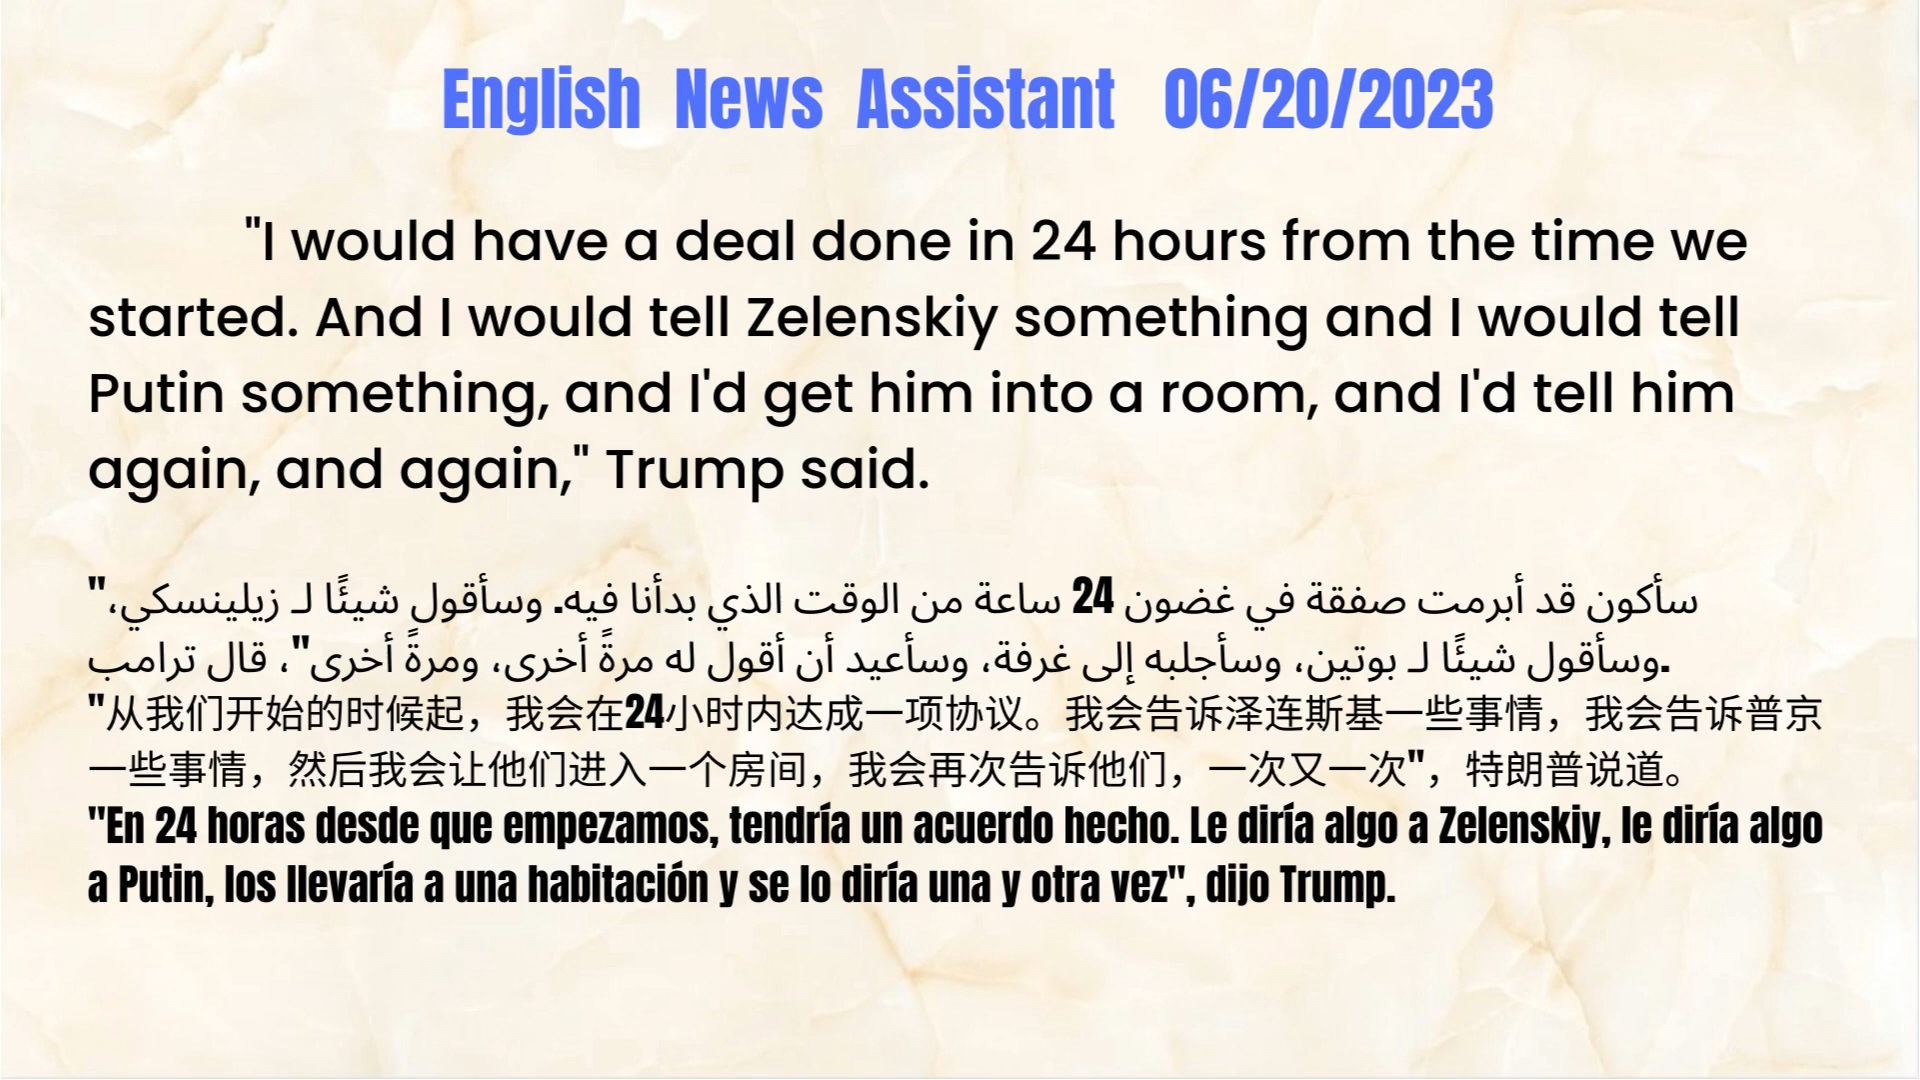 English News Assistant 06/20/2023
"I would have a deal done in 24 hours from the time we
started. And I would tell Zelenskiy something and I would tell
Putin something, and I'd get him into a room, and I'd tell him
again, and again," Trump said.
"سأكون قد أبرمت صفقة في غضون 24 ساعة من الوقت الذي بدأنا فيه. وسأقول شيئًا لـ زيلينسكي،
وسأقول شيئًا لـ بوتين، وسأجلبه إلى غرفة، وسأعيد أن أقول له مرةً أخرى، ومرةً أخرى"، قال ترامب.
"从我们开始的时候起，我会在24小时内达成一项协议。我会告诉泽连斯基一些事情，我会告诉普京
一些事情，然后我会让他们进入一个房间，我会再次告诉他们，一次又一次"，特朗普说道。
"En 24 horas desde que empezamos, tendría un acuerdo hecho. Le diría algo a Zelenskiy, le diría algo
a Putin, los llevaría a una habitación y se lo diría una y otra vez", dijo Trump.